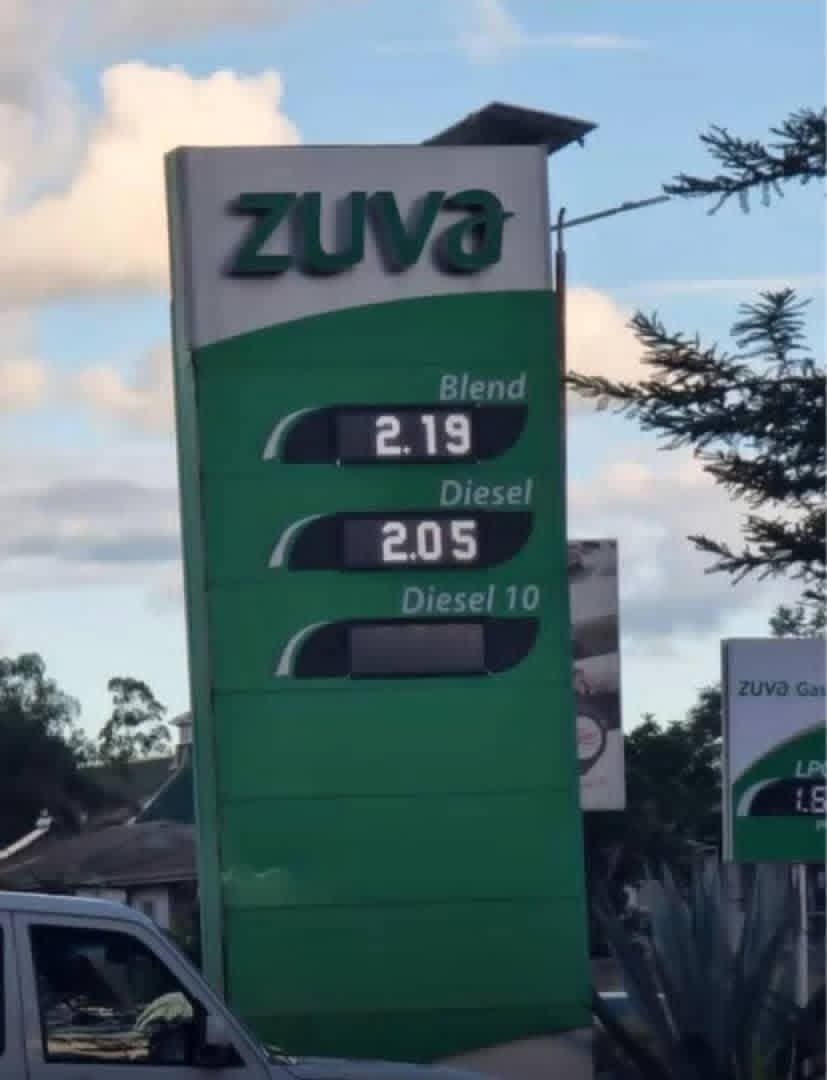 zuva
Blend
2.19
Diesel
2.05
Diesel 10
zuva